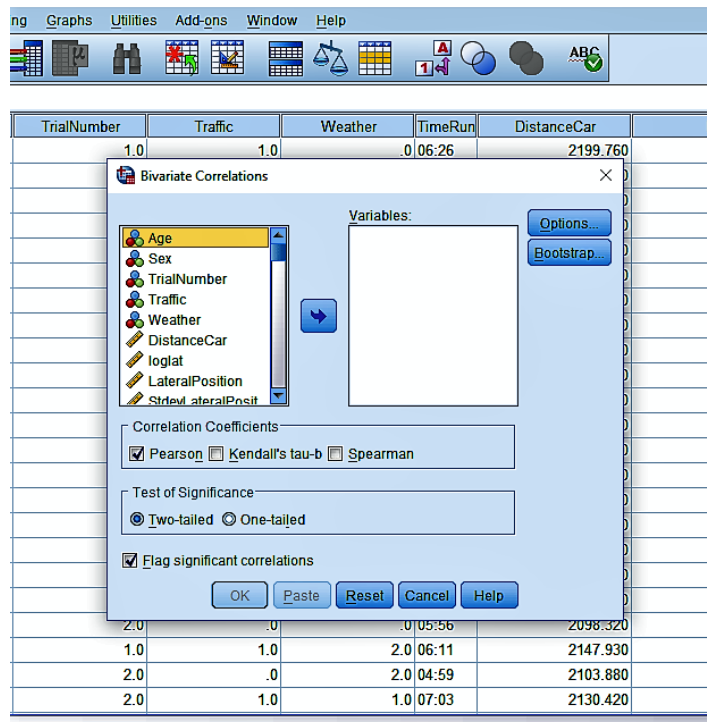 ng Graphs Utilities Add-ons Window Help
A
1
ABC
TrialNumber Traffic Weather TimeRun DistanceCar
1.0 1.0 .0 06:26 2199.760
Bivariate Correlations
Variables:
Age
Sex
TrialNumber
Traffic
Weather
DistanceCar
loglat
LateralPosition
StdevLateralPosit
Options...
Bootstrap...
Correlation Coefficients
Pearson Kendall's tau-b Spearman
Test of Significance
Two-tailed One-tailed
Flag significant correlations
OK Paste Reset Cancel Help
2.0 .0 .0 05:56 2098.320
1.0 1.0 2.0 06:11 2147.930
2.0 .0 2.0 04:59 2103.880
2.0 1.0 1.0 07:03 2130.420